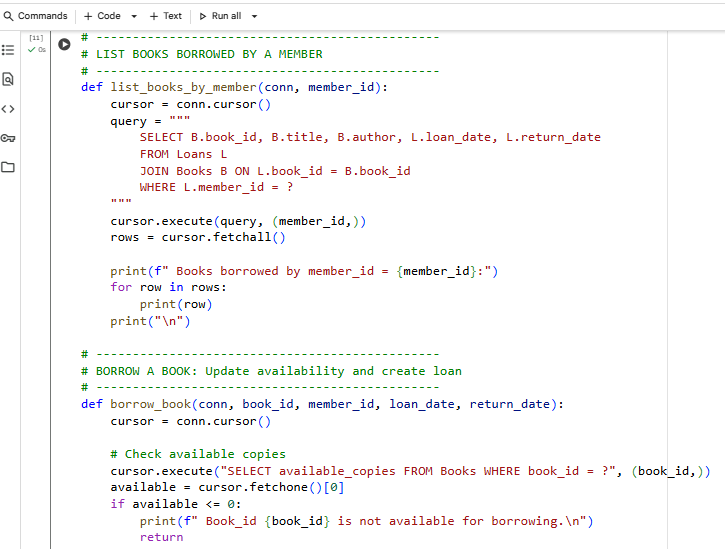 Commands + Code + Text Run all
[11]
0s
# -----------------------------------------------
# LIST BOOKS BORROWED BY A MEMBER
# -----------------------------------------------
def list_books_by_member(conn, member_id):
    cursor = conn.cursor()
    query = """
        SELECT B.book_id, B.title, B.author, L.loan_date, L.return_date
        FROM Loans L
        JOIN Books B ON L.book_id = B.book_id
        WHERE L.member_id = ?
    """
    cursor.execute(query, (member_id,))
    rows = cursor.fetchall()

    print(f" Books borrowed by member_id = {member_id}:")
    for row in rows:
        print(row)
    print("\n")

# -----------------------------------------------
# BORROW A BOOK: Update availability and create loan
# -----------------------------------------------
def borrow_book(conn, book_id, member_id, loan_date, return_date):
    cursor = conn.cursor()

    # Check available copies
    cursor.execute("SELECT available_copies FROM Books WHERE book_id = ?", (book_id,))
    available = cursor.fetchone()[0]
    if available <= 0:
        print(f" Book_id {book_id} is not available for borrowing.\n")
        return